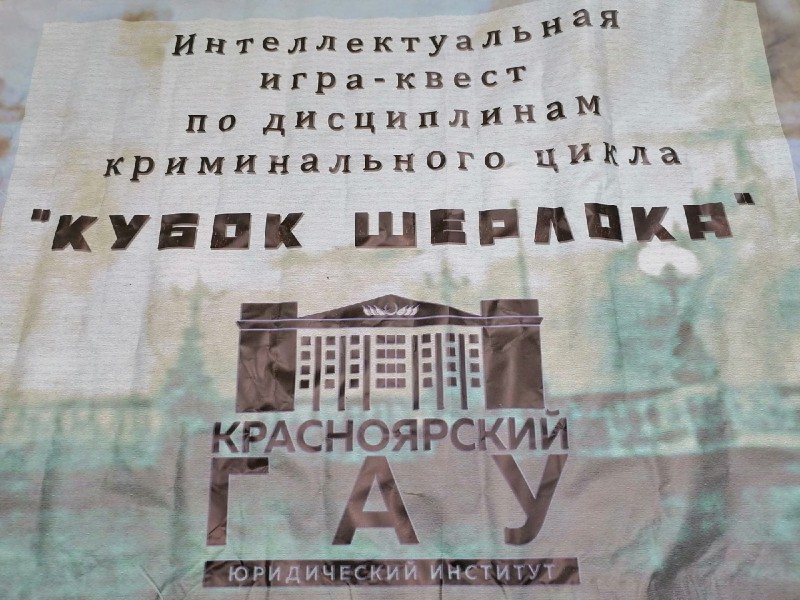 Интеллектуальная
игра-квест
по дисциплинам
криминального цикла
"КУБОК ШЕРЛОКА"
КРАСНОЯРСКИЙ
ГАУ
ЮРИДИЧЕСКИЙ ИНСТИТУТ